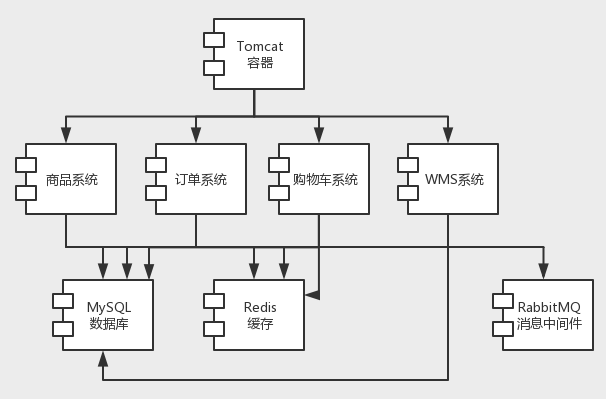 Tomcat
容器
商品系统
订单系统
购物车系统
WMS系统
MySQL
数据库
Redis
缓存
RabbitMQ
消息中间件